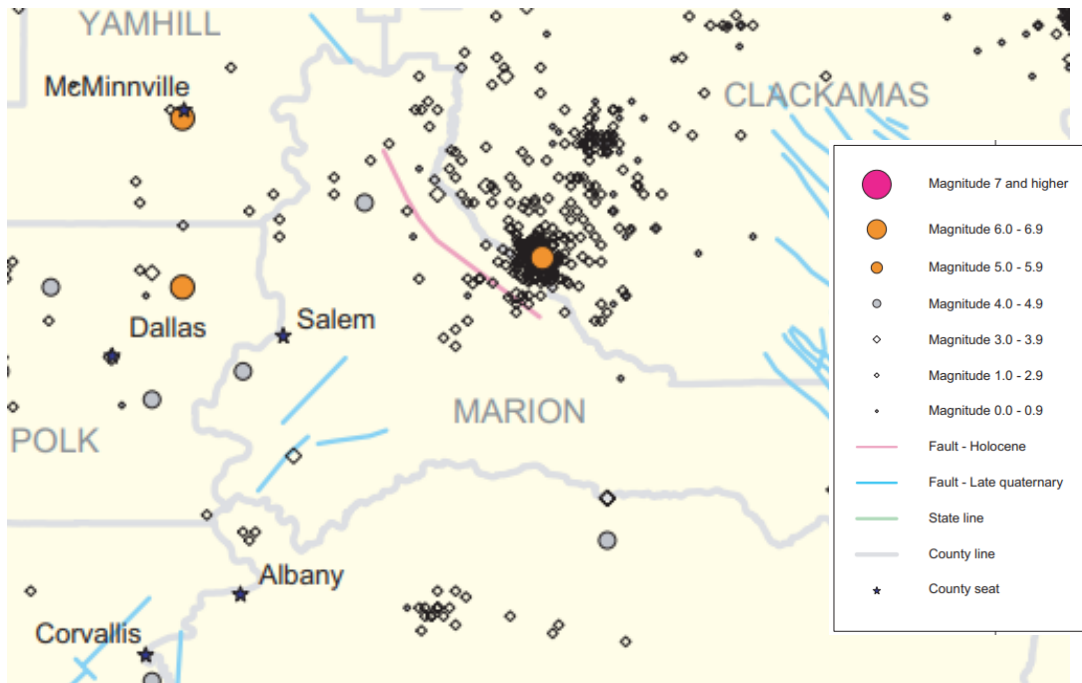 YAMHILL
McMinnville
CLACKAMAS
Dallas
Salem
MARION
POLK
Albany
Corvallis
Magnitude 7 and higher
Magnitude 6.0 - 6.9
Magnitude 5.0 - 5.9
Magnitude 4.0 - 4.9
Magnitude 3.0 - 3.9
Magnitude 1.0 - 2.9
Magnitude 0.0 - 0.9
Fault - Holocene
Fault - Late quaternary
State line
County line
County seat